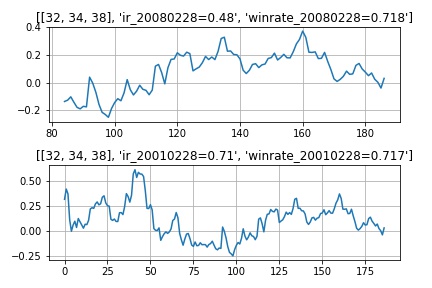 [[32, 34, 38], 'ir_20080228=0.48', 'winrate_20080228=0.718']
0.4
0.2
0.0
−0.2
80 100 120 140 160 180
[[32, 34, 38], 'ir_20010228=0.71', 'winrate_20010228=0.717']
0.50
0.25
0.00
−0.25
0 25 50 75 100 125 150 175